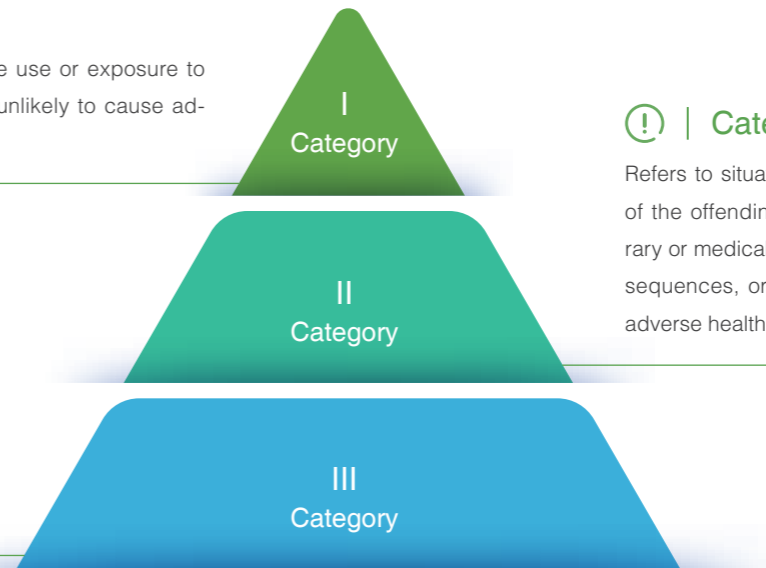 e use or exposure to
unlikely to cause ad-
I
Category
! | Cate
Refers to situa
of the offendin
rary or medica
sequences, or
adverse health
II
Category
III
Category